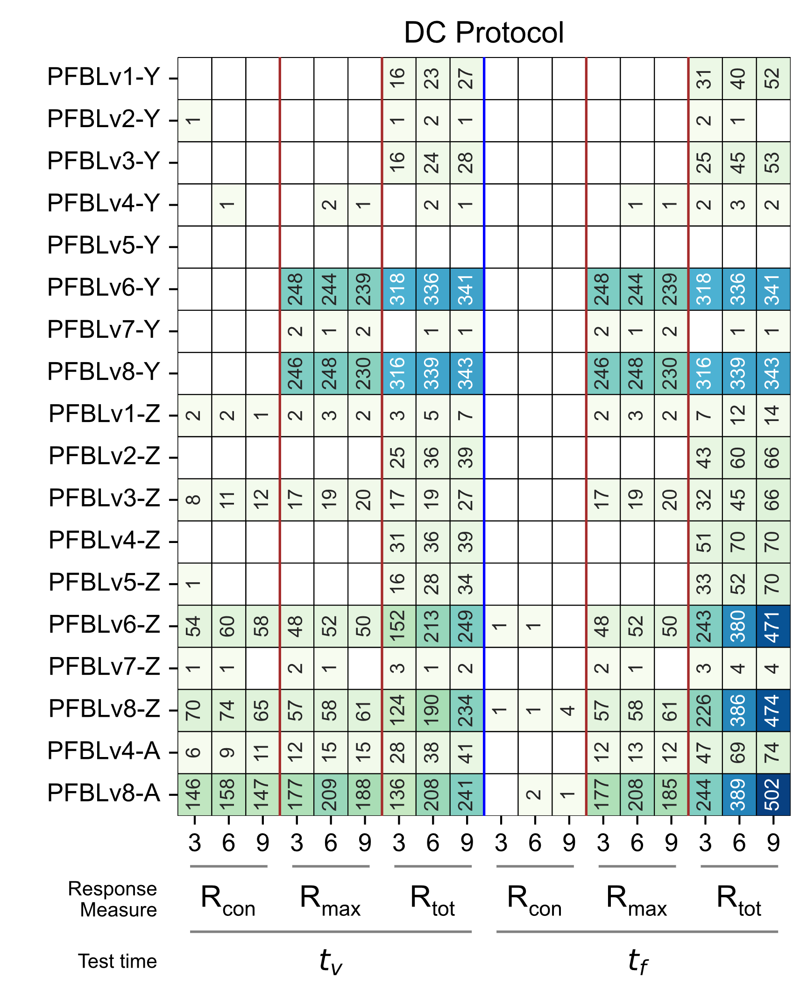 DC Protocol
PFBLv1-Y 16 23 27 31 40 52
PFBLv2-Y 1 1 2 1 2 1
PFBLv3-Y 16 24 28 25 45 53
PFBLv4-Y 1 2 1 2 1 1 1 2 3 2
PFBLv5-Y
PFBLv6-Y 248 244 239 318 336 341 248 244 239 318 336 341
PFBLv7-Y 2 1 2 1 1 2 1 2 1 1
PFBLv8-Y 246 248 230 316 339 343 246 248 230 316 339 343
PFBLv1-Z 2 2 1 2 3 2 3 5 7 2 3 2 7 12 14
PFBLv2-Z 25 36 39 43 60 66
PFBLv3-Z 8 11 12 17 19 20 17 19 27 17 19 20 32 45 66
PFBLv4-Z 31 36 39 51 70 70
PFBLv5-Z 1 16 28 34 33 52 70
PFBLv6-Z 54 60 58 48 52 50 152 213 249 1 1 48 52 50 243 380 471
PFBLv7-Z 1 1 2 1 3 1 2 2 1 3 4 4
PFBLv8-Z 70 74 65 57 58 61 124 190 234 1 1 4 57 58 61 226 386 474
PFBLv4-A 6 9 11 12 15 15 28 38 41 12 13 12 47 69 74
PFBLv8-A 146 158 147 177 209 188 136 208 241 2 1 177 208 185 244 389 502
3 6 9 3 6 9 3 6 9 3 6 9 3 6 9 3 6 9
Response
Measure
Rcon Rmax Rtot Rcon Rmax Rtot
Test time tv tf